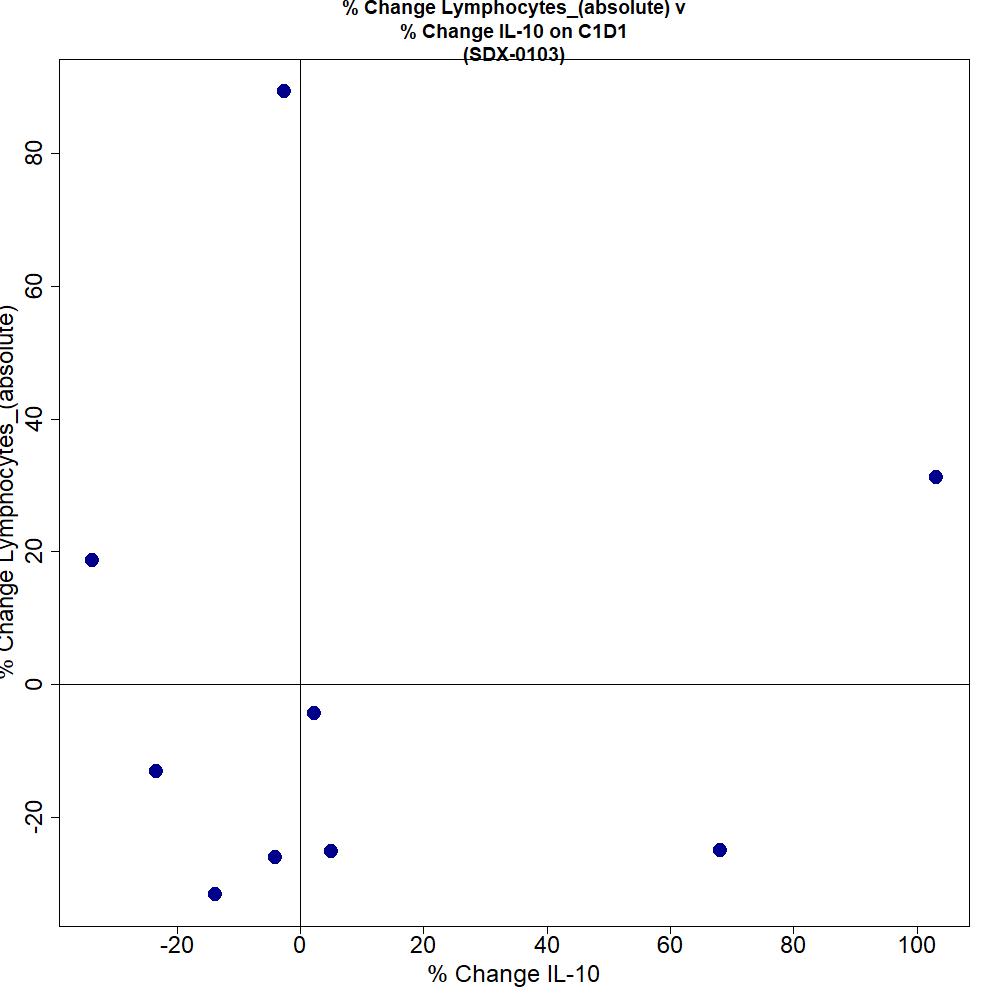 % Change Lymphocytes_(absolute) v
% Change IL-10 on C1D1
(SDX-0103)
% Change Lymphocytes_(absolute)
80
60
40
20
0
-20
-20 0 20 40 60 80 100
% Change IL-10